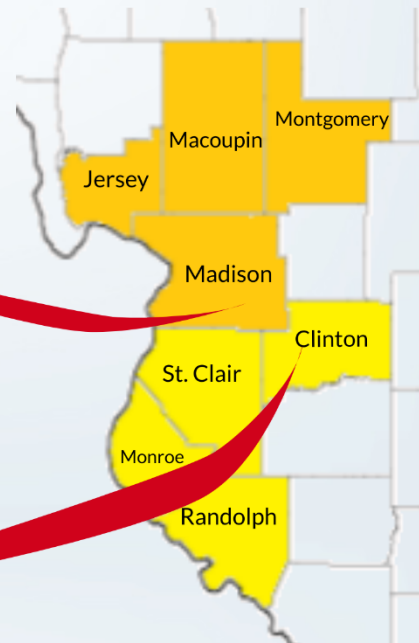 Montgomery
Macoupin
Jersey
Madison
Clinton
St. Clair
Monroe
Randolph